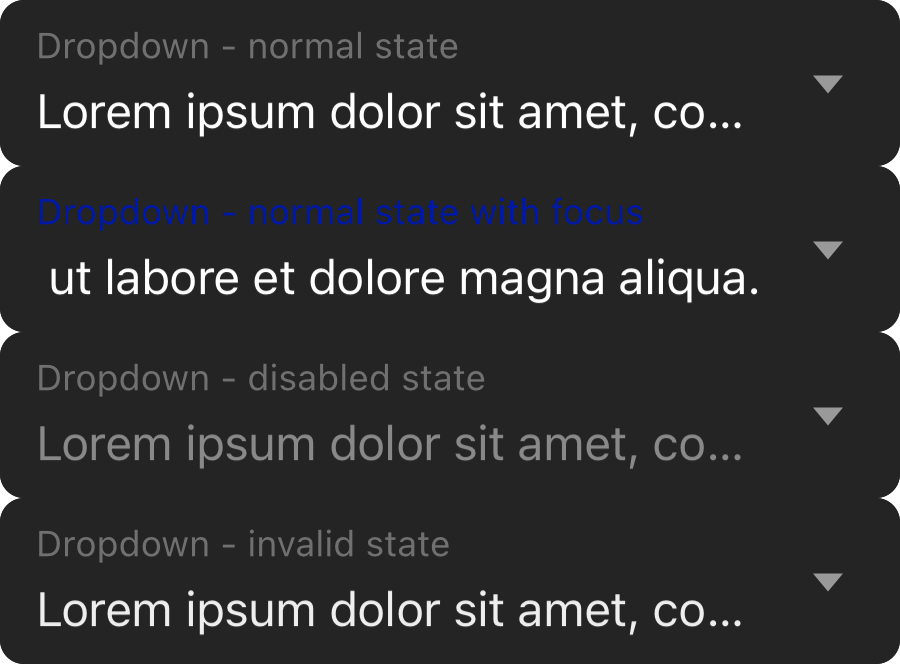 Dropdown - normal state
Lorem ipsum dolor sit amet, co...
Dropdown - normal state with focus
ut labore et dolore magna aliqua.
Dropdown - disabled state
Lorem ipsum dolor sit amet, co...
Dropdown - invalid state
Lorem ipsum dolor sit amet, co...